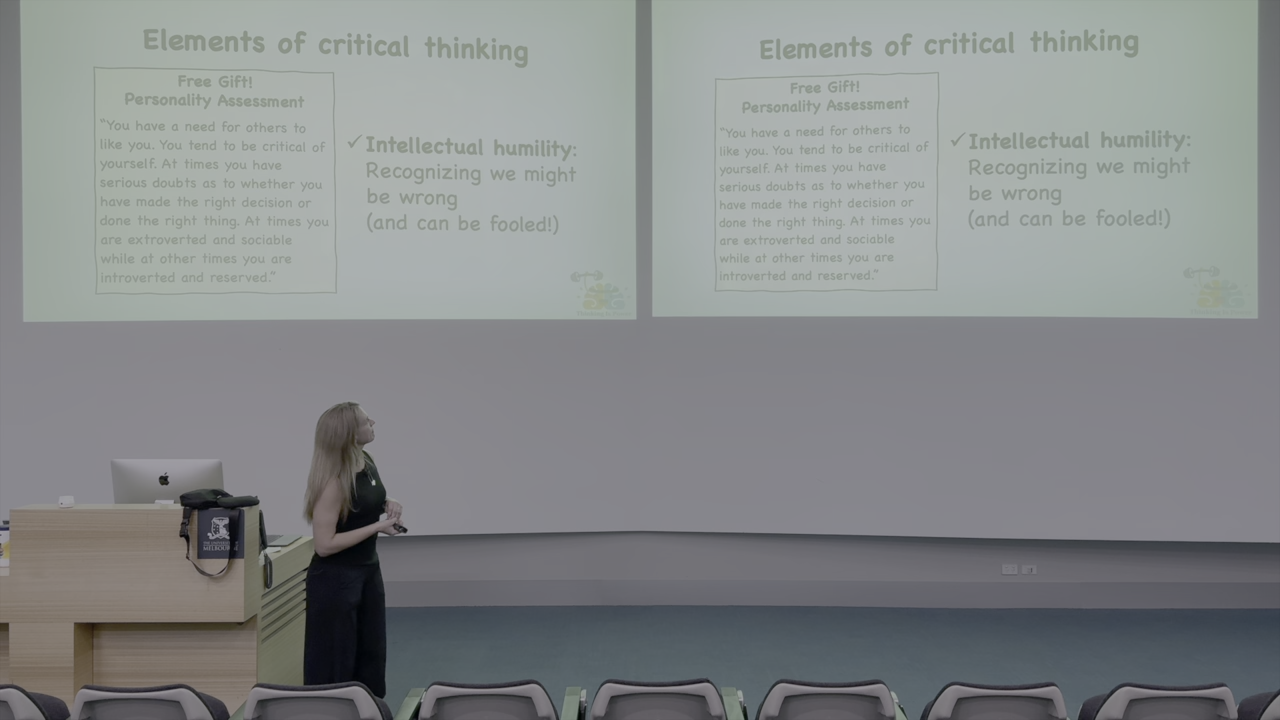 Elements of critical thinking
Free Gift!
Personality Assessment
“You have a need for others to
like you. You tend to be critical of
yourself. At times you have
serious doubts as to whether you
have made the right decision or
done the right thing. At times you
are extroverted and sociable
while at other times you are
introverted and reserved.”
✓ Intellectual humility:
Recognizing we might
be wrong
(and can be fooled!)
Elements of critical thinking
Free Gift!
Personality Assessment
“You have a need for others to
like you. You tend to be critical of
yourself. At times you have
serious doubts as to whether you
have made the right decision or
done the right thing. At times you
are extroverted and sociable
while at other times you are
introverted and reserved.”
✓ Intellectual humility:
Recognizing we might
be wrong
(and can be fooled!)
MELBOURNE